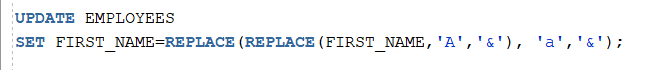 UPDATE EMPLOYEES
SET FIRST_NAME=REPLACE(REPLACE(FIRST_NAME,'A','&'), 'a','&');